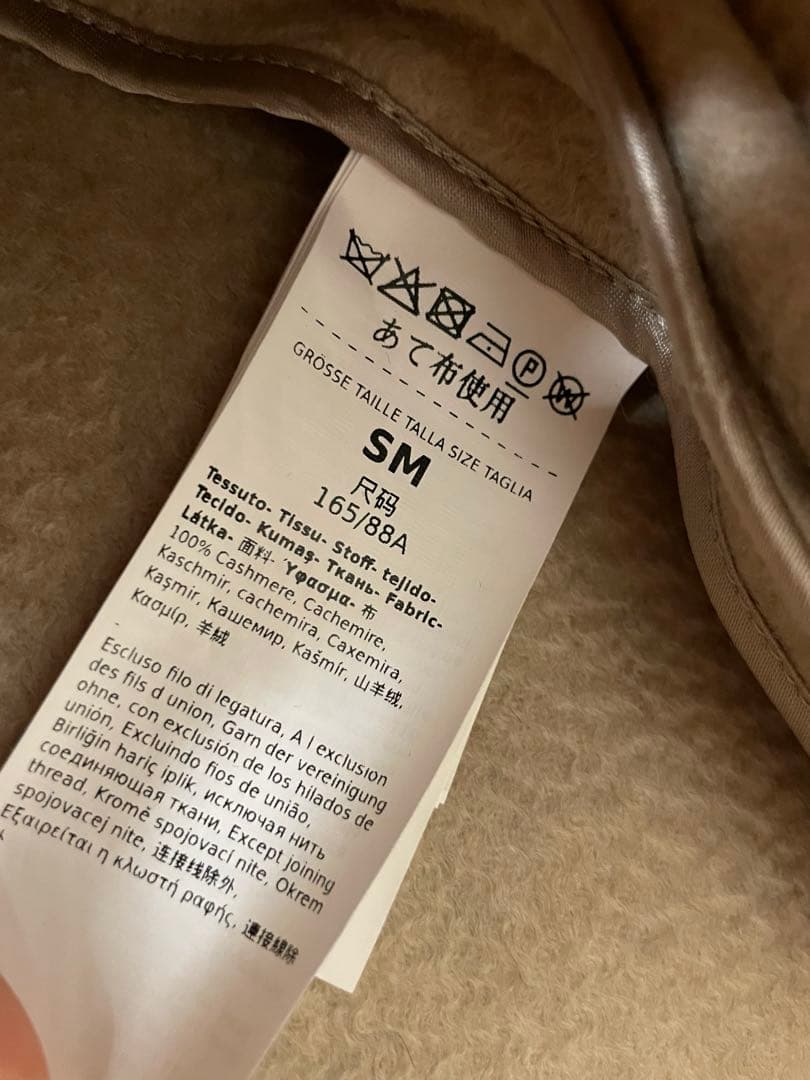 P W
あて布使用
GRÖSSE TAILLE TALLA SIZE TAGLIA
SM
尺码
165/88A
Tessuto- Tissu- Stoff- tejido-
Tecido- Kumaş- Ткань- Fabric-
Látka- 面料- Ύφασμα- 布
100% Cashmere, Cachemire,
Kaschmir, cachemira, Caxemira,
Kaşmir, Кашемир, Kašmír, 山羊绒,
Κασμίρ, 羊絨
-
Escluso filo di legatura, A l exclusion
des fils d union, Garn der vereinigung
ohne, con exclusión de los hilados de
unión, Excluindo fios de união,
Birliğin hariç iplik, исключая нить
соединяющая ткани, Except joining
thread, Kromě spojovací nite, Okrem
spojovacej nite, 连接线除外,
Εξαιρείται η κλωστή ραφής, 連接線除